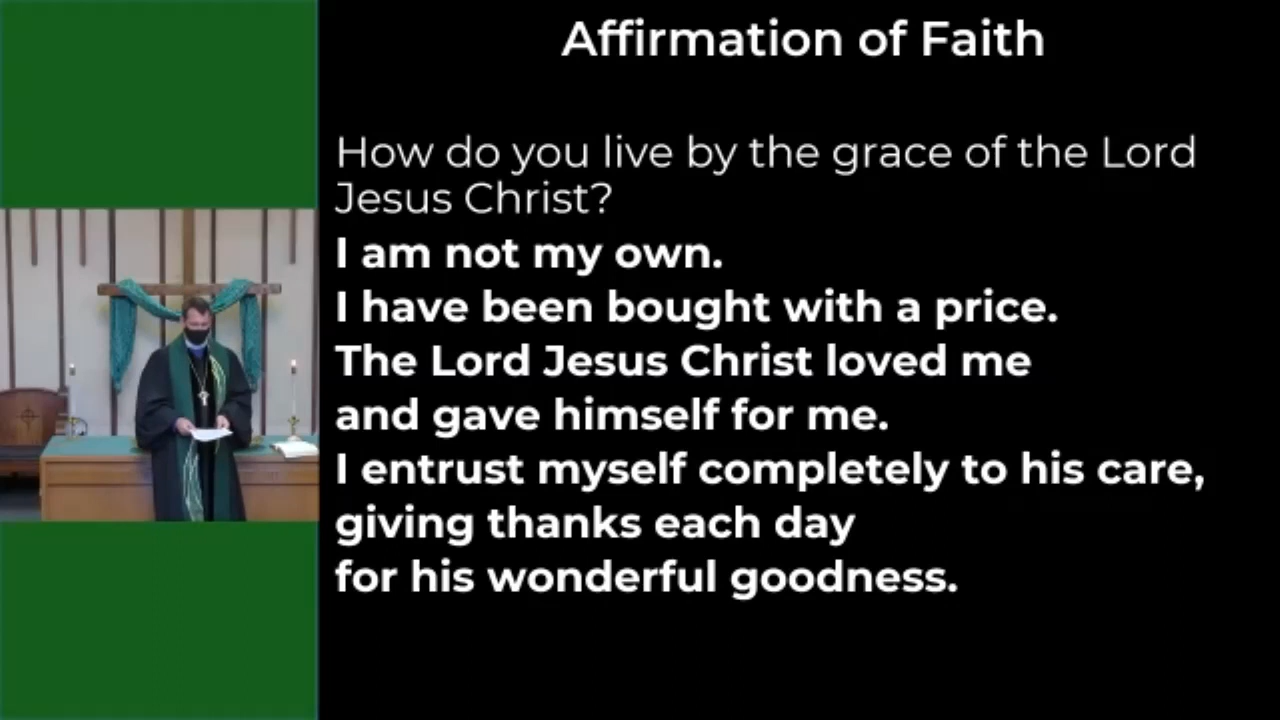 Affirmation of Faith
How do you live by the grace of the Lord
Jesus Christ?
I am not my own.
I have been bought with a price.
The Lord Jesus Christ loved me
and gave himself for me.
I entrust myself completely to his care,
giving thanks each day
for his wonderful goodness.